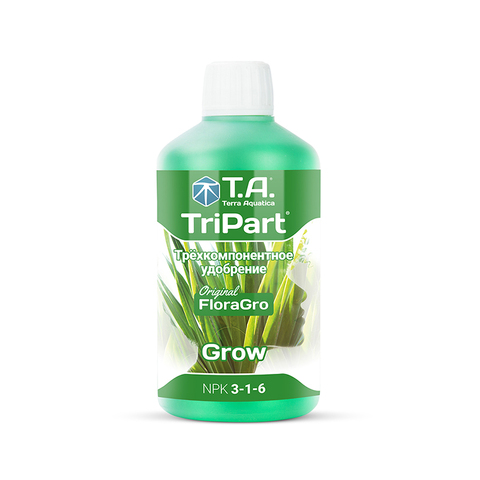 T.A.®
Terra Aquatica
TriPart®
Трёхкомпонентное
удобрение
Original
FloraGro
Grow
NPK 3-1-6